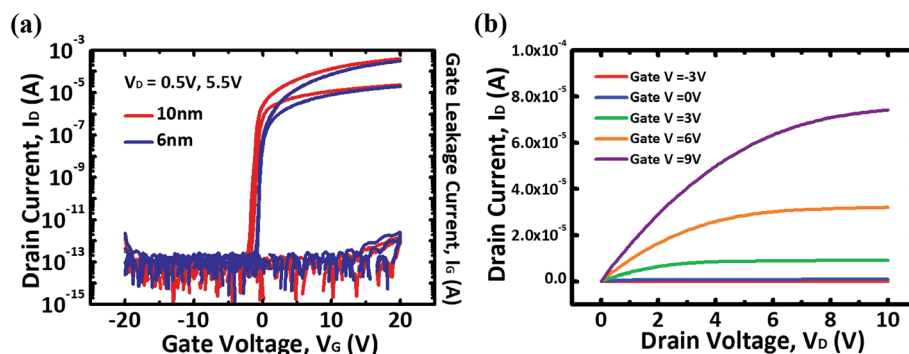 (a)
10⁻³
10⁻⁵
10⁻⁷
10⁻⁹
10⁻¹¹
10⁻¹³
10⁻¹⁵
Drain Current, I_D (A)
V_D = 0.5V, 5.5V
10nm
6nm
-20
-10
0
10
20
Gate Voltage, V_G (V)
Gate Leakage Current, I_G (A)
(b)
1.0x10⁻⁴
8.0x10⁻⁵
6.0x10⁻⁵
4.0x10⁻⁵
2.0x10⁻⁵
0.0
Drain Current, I_D (A)
Gate V =-3V
Gate V =0V
Gate V =3V
Gate V =6V
Gate V =9V
0
2
4
6
8
10
Drain Voltage, V_D (V)